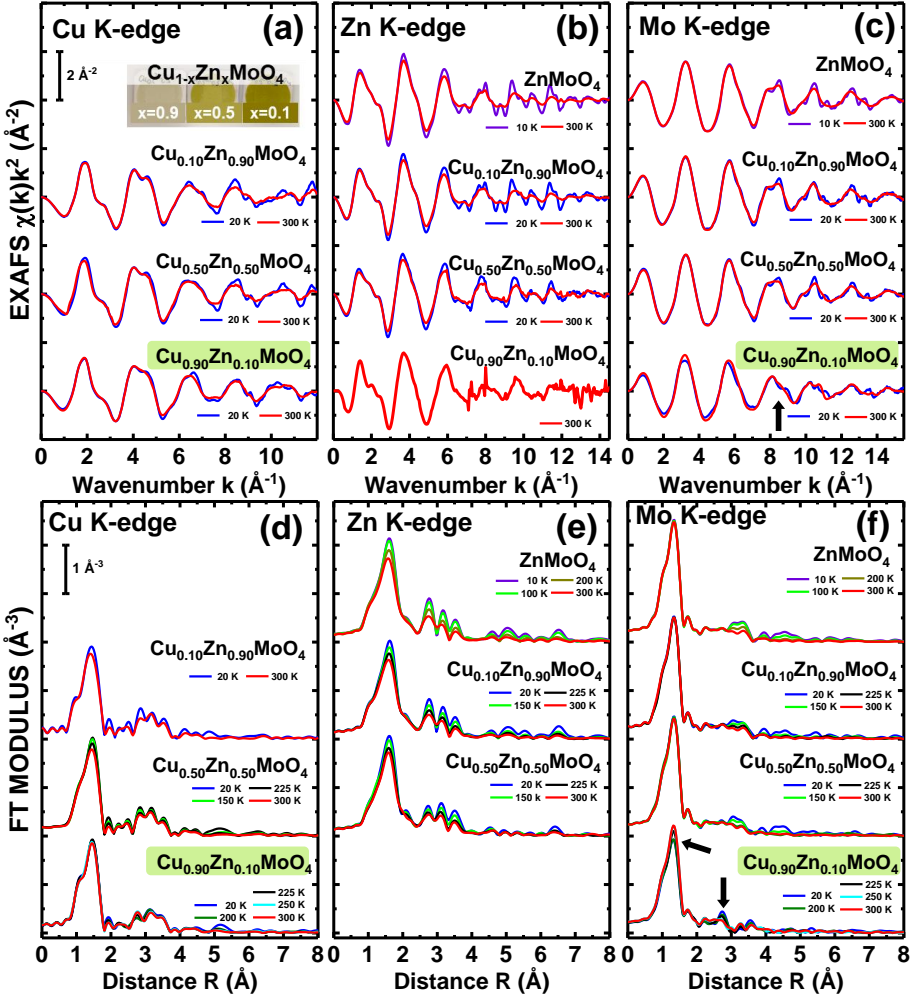 Cu K-edge (a)
2 Å⁻²
Cu₁₋ₓZnₓMoO₄
x=0.9 x=0.5 x=0.1
Cu₀.₁₀Zn₀.₉₀MoO₄
20 K 300 K
Cu₀.₅₀Zn₀.₅₀MoO₄
20 K 300 K
Cu₀.₉₀Zn₀.₁₀MoO₄
20 K 300 K
0 2 4 6 8 10
Wavenumber k (Å⁻¹)
EXAFS χ(k)k² (Å⁻²)
Zn K-edge (b)
ZnMoO₄
10 K 300 K
Cu₀.₁₀Zn₀.₉₀MoO₄
20 K 300 K
Cu₀.₅₀Zn₀.₅₀MoO₄
20 K 300 K
Cu₀.₉₀Zn₀.₁₀MoO₄
300 K
0 2 4 6 8 10 12 14
Wavenumber k (Å⁻¹)
Mo K-edge (c)
ZnMoO₄
10 K 300 K
Cu₀.₁₀Zn₀.₉₀MoO₄
20 K 300 K
Cu₀.₅₀Zn₀.₅₀MoO₄
20 K 300 K
Cu₀.₉₀Zn₀.₁₀MoO₄
20 K 300 K
0 2 4 6 8 10 12 14
Wavenumber k (Å⁻¹)
Cu K-edge (d)
1 Å⁻³
Cu₀.₁₀Zn₀.₉₀MoO₄
20 K 300 K
Cu₀.₅₀Zn₀.₅₀MoO₄
20 K 225 K
150 K 300 K
Cu₀.₉₀Zn₀.₁₀MoO₄
225 K
20 K 250 K
200 K 300 K
0 1 2 3 4 5 6 7 8
Distance R (Å)
FT MODULUS (Å⁻³)
Zn K-edge (e)
ZnMoO₄
10 K 200 K
100 K 300 K
Cu₀.₁₀Zn₀.₉₀MoO₄
20 K 225 K
150 K 300 K
Cu₀.₅₀Zn₀.₅₀MoO₄
20 K 225 K
150 k 300 K
0 1 2 3 4 5 6 7 8
Distance R (Å)
Mo K-edge (f)
ZnMoO₄
10 K 200 K
100 K 300 K
Cu₀.₁₀Zn₀.₉₀MoO₄
20 K 225 K
150 K 300 K
Cu₀.₅₀Zn₀.₅₀MoO₄
20 K 225 K
150 K 300 K
Cu₀.₉₀Zn₀.₁₀MoO₄
225 K
20 K 250 K
200 K 300 K
0 1 2 3 4 5 6 7 8
Distance R (Å)